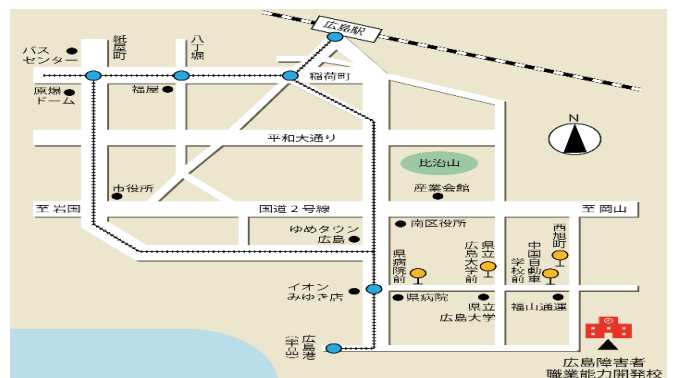 広島駅
八丁堀
紙屋町
バス
センター
稲荷町
原爆
ドーム
福屋
N
平和大通り
比治山
市役所
産業会館
至 岩国
国道2号線
至 岡山
南区役所
ゆめタウン
広島
県病院前
県立
広島大学前
中国自動車
学校前
西旭町
イオン
みゆき店
県病院
県立
広島大学
福山通運
広島港
(宇品)
広島障害者
職業能力開発校